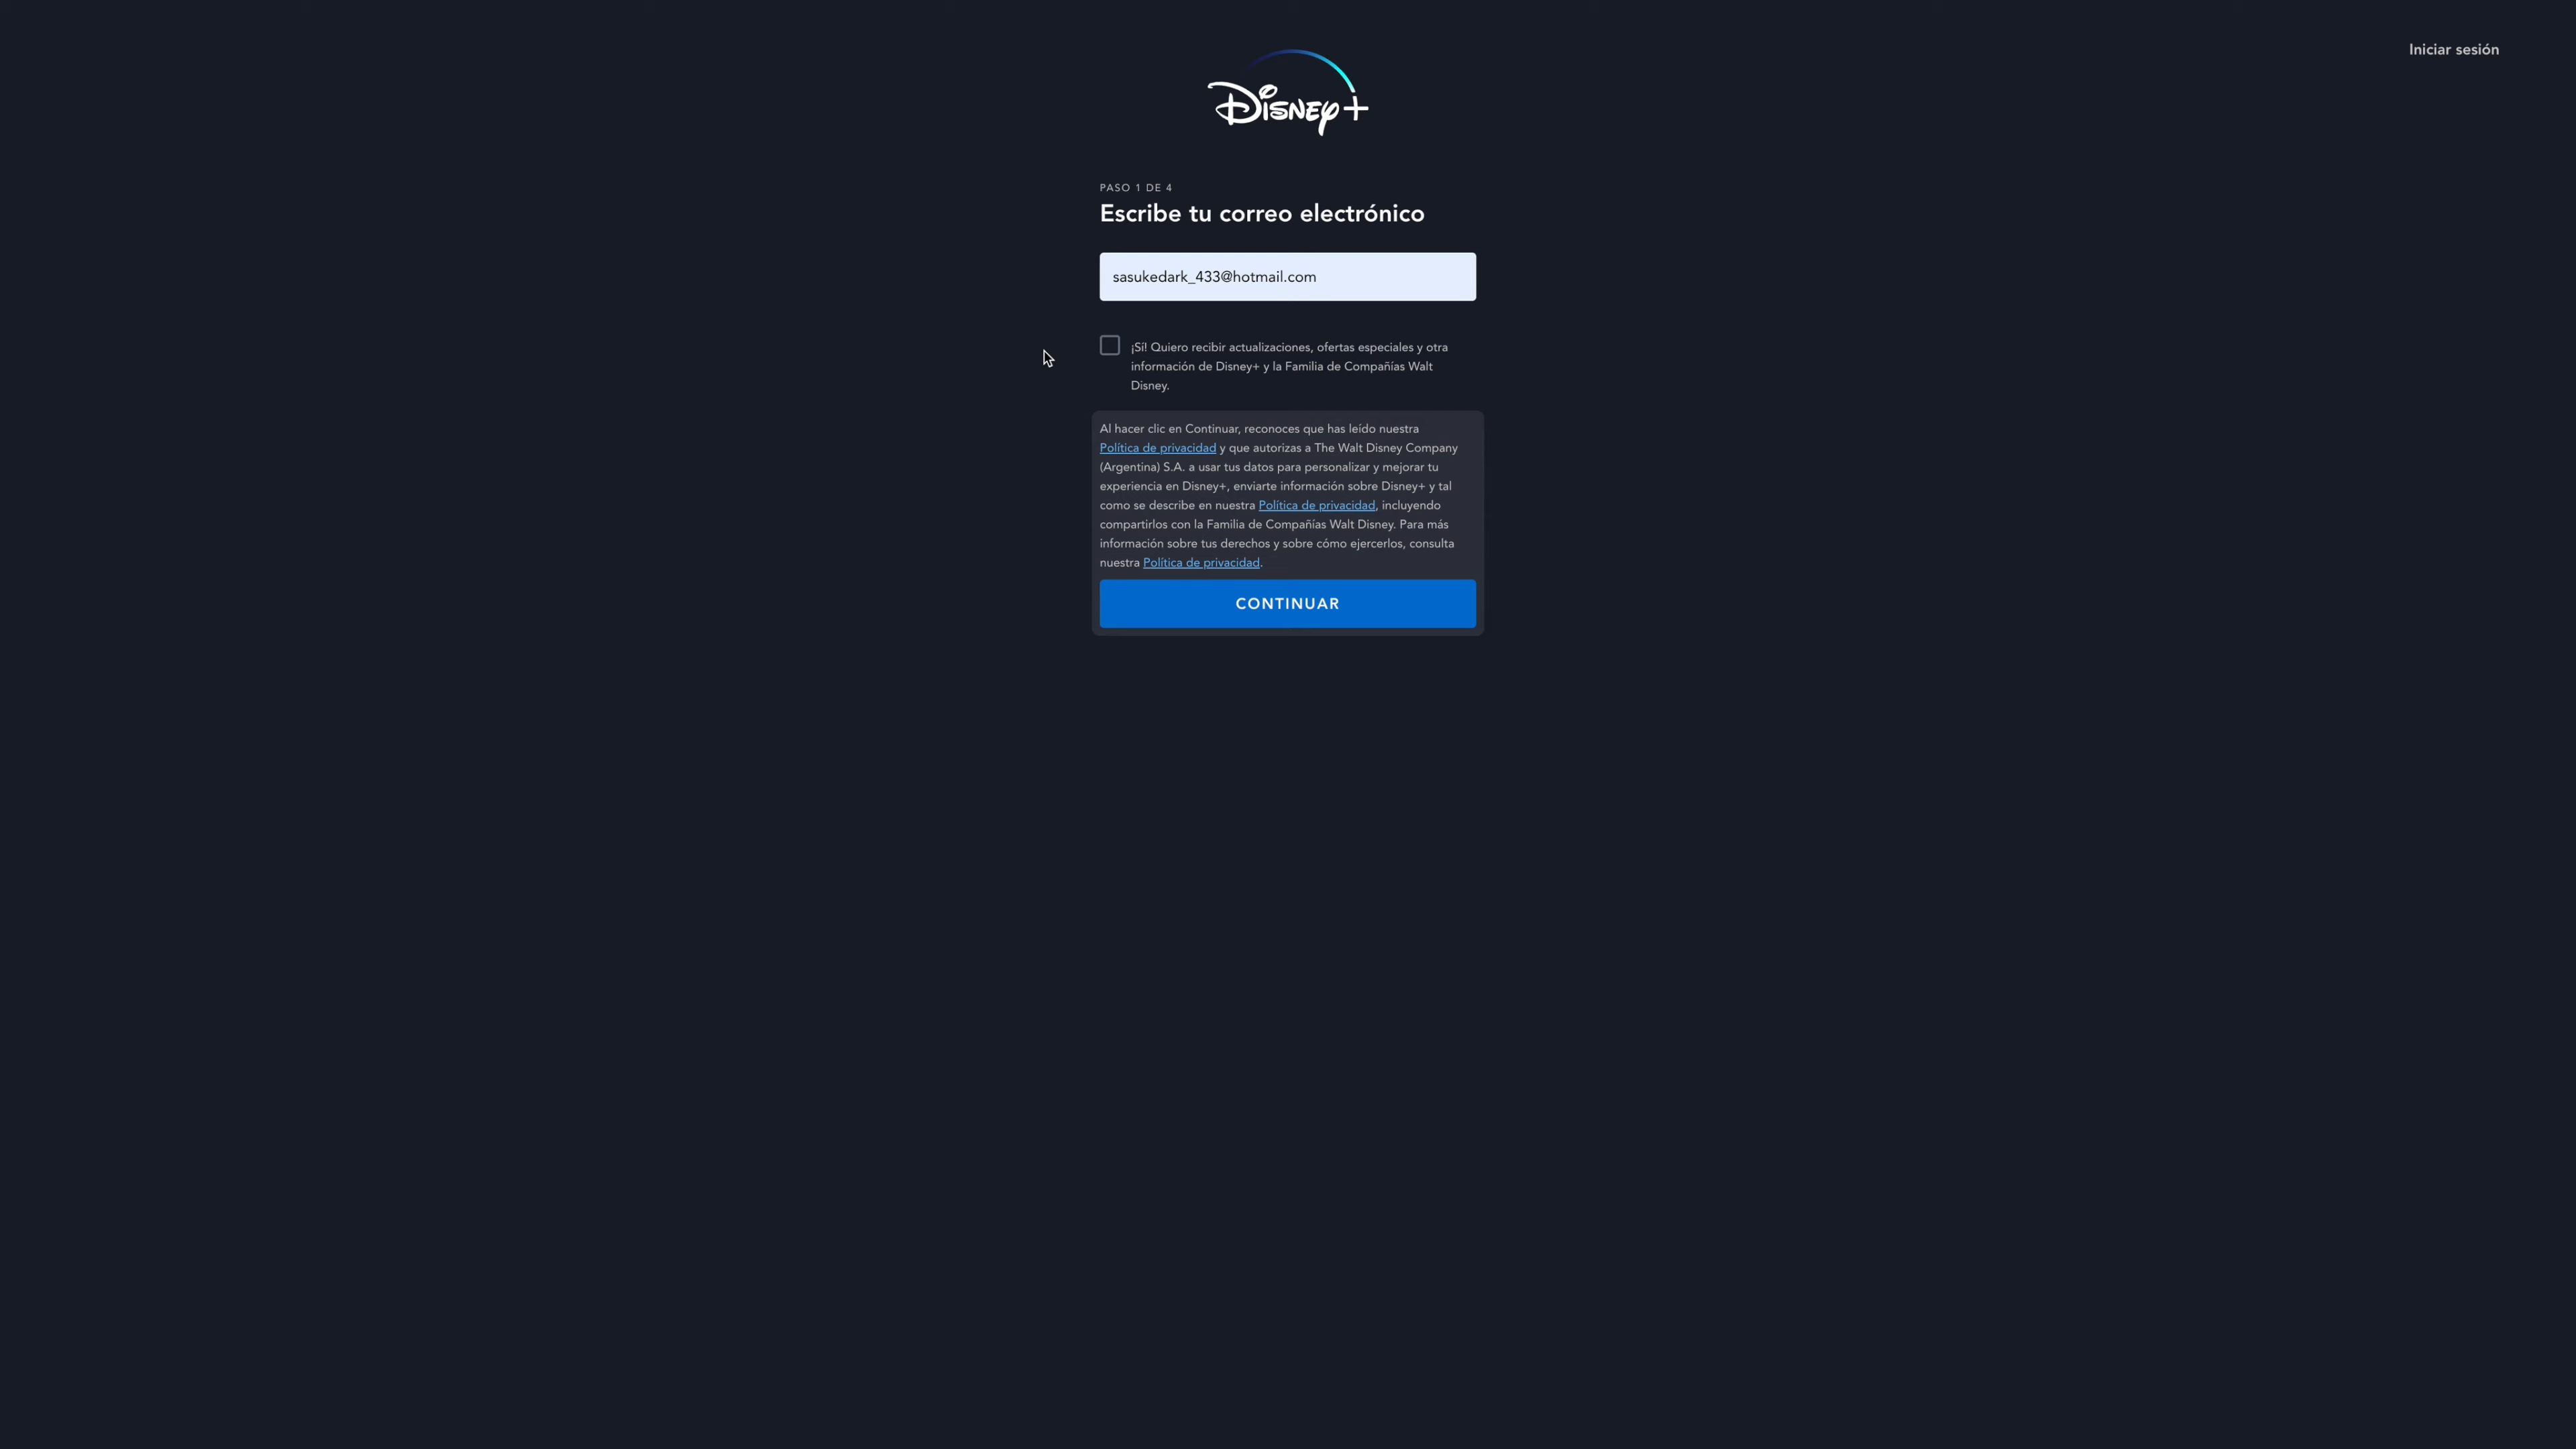 Iniciar sesión
Disney+
PASO 1 DE 4
Escribe tu correo electrónico
sasukedark_433@hotmail.com
¡Sí! Quiero recibir actualizaciones, ofertas especiales y otra
información de Disney+ y la Familia de Compañías Walt
Disney.
Al hacer clic en Continuar, reconoces que has leído nuestra
Política de privacidad y que autorizas a The Walt Disney Company
(Argentina) S.A. a usar tus datos para personalizar y mejorar tu
experiencia en Disney+, enviarte información sobre Disney+ y tal
como se describe en nuestra Política de privacidad, incluyendo
compartirlos con la Familia de Compañías Walt Disney. Para más
información sobre tus derechos y sobre cómo ejercerlos, consulta
nuestra Política de privacidad.
CONTINUAR